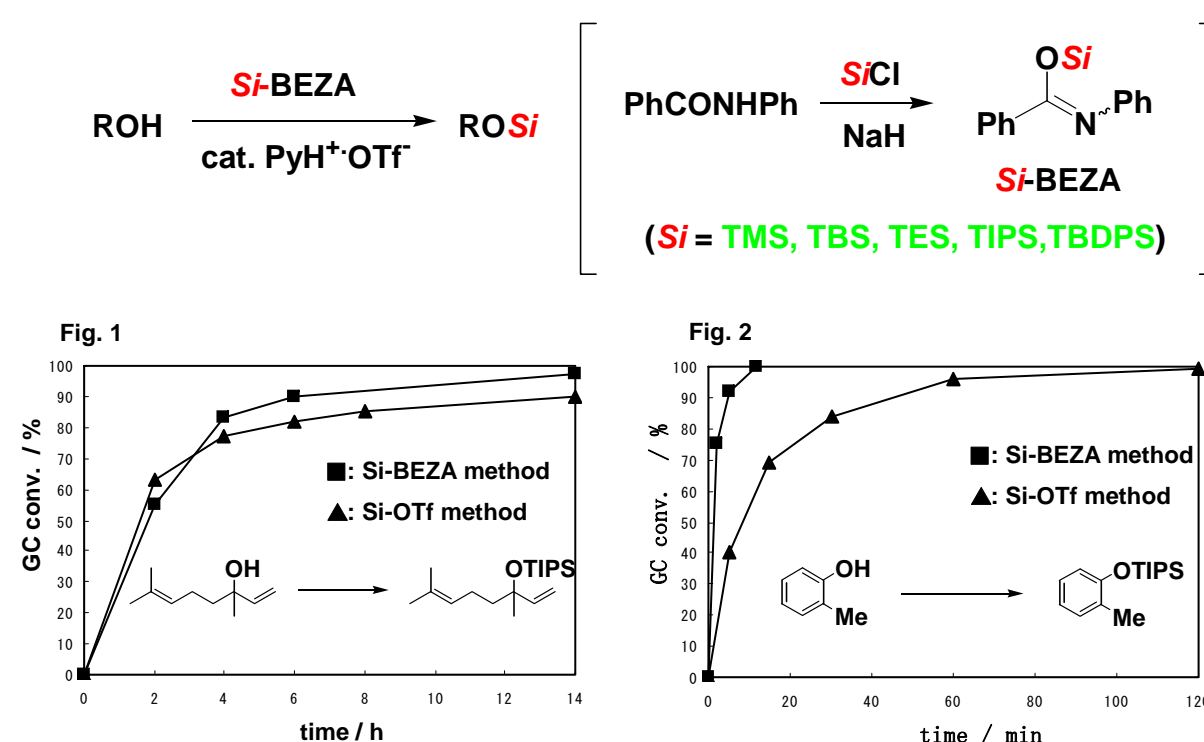 Si-BEZA
ROH
ROSi
cat. PyH⁺·OTf⁻
PhCONHPh
SiCl
NaH
OSi
Ph
N
Ph
Si-BEZA
(Si = TMS, TBS, TES, TIPS,TBDPS)
Fig. 1
GC conv. / %
100
90
80
70
60
50
40
30
20
10
0
■: Si-BEZA method
▲: Si-OTf method
OH
OTIPS
0 2 4 6 8 10 12 14
time / h
Fig. 2
GC conv. / %
100
90
80
70
60
50
40
30
20
10
0
■: Si-BEZA method
▲: Si-OTf method
OH
Me
OTIPS
Me
0 20 40 60 80 100 120
time / min